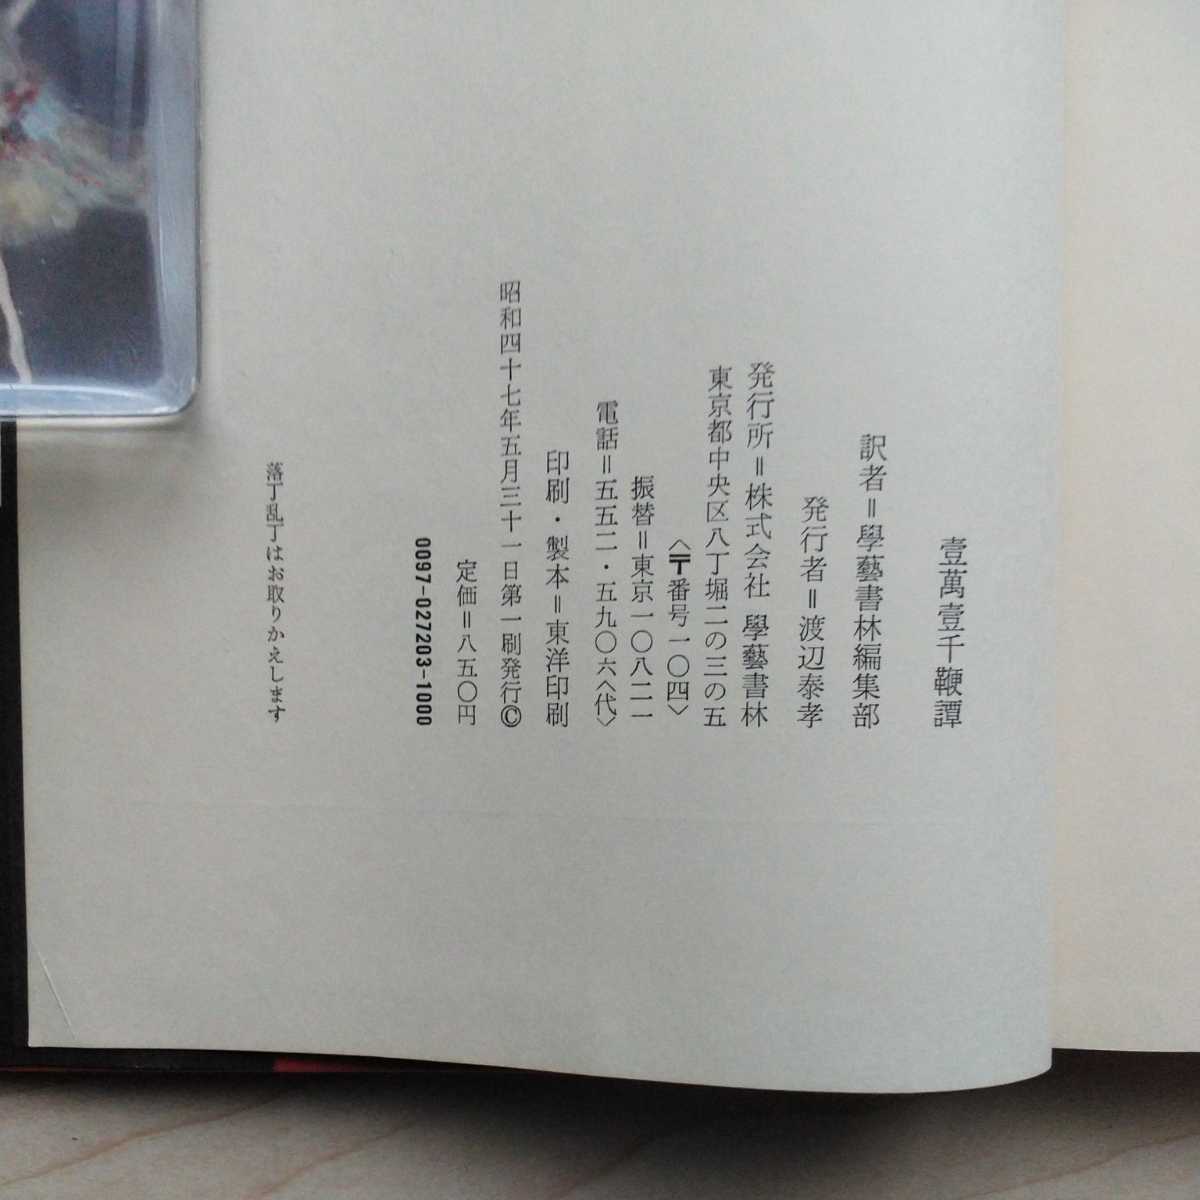 壹萬壹千鞭譚
訳者＝學藝書林編集部
発行者＝渡辺泰孝
発行所＝株式会社 學藝書林
東京都中央区八丁堀二の三の五
〈〒番号一〇四〉
振替＝東京一〇八二一
電話＝五五二・五九〇六〈代〉
印刷・製本＝東洋印刷
昭和四十七年五月三十一日第一刷発行©
定価＝八五〇円
0097-027203-1000
落丁乱丁はお取りかえします